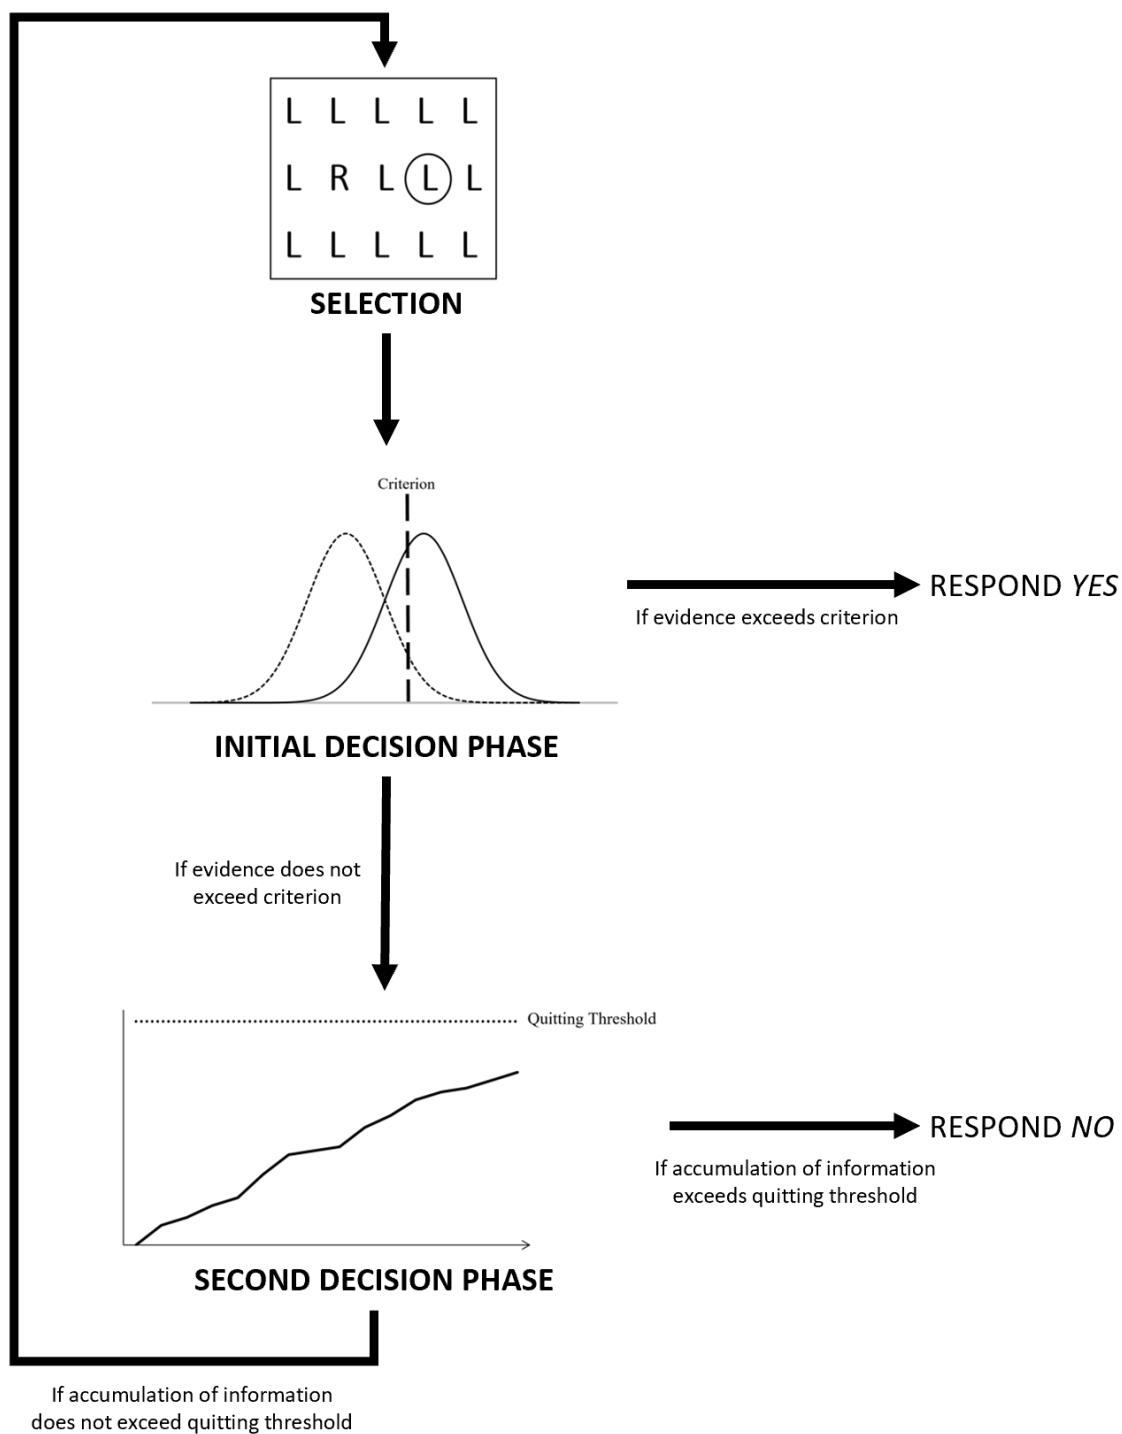 L L L L L
L R L L L
L L L L L
SELECTION
Criterion
RESPOND YES
If evidence exceeds criterion
INITIAL DECISION PHASE
If evidence does not
exceed criterion
Quitting Threshold
RESPOND NO
If accumulation of information
exceeds quitting threshold
SECOND DECISION PHASE
If accumulation of information
does not exceed quitting threshold